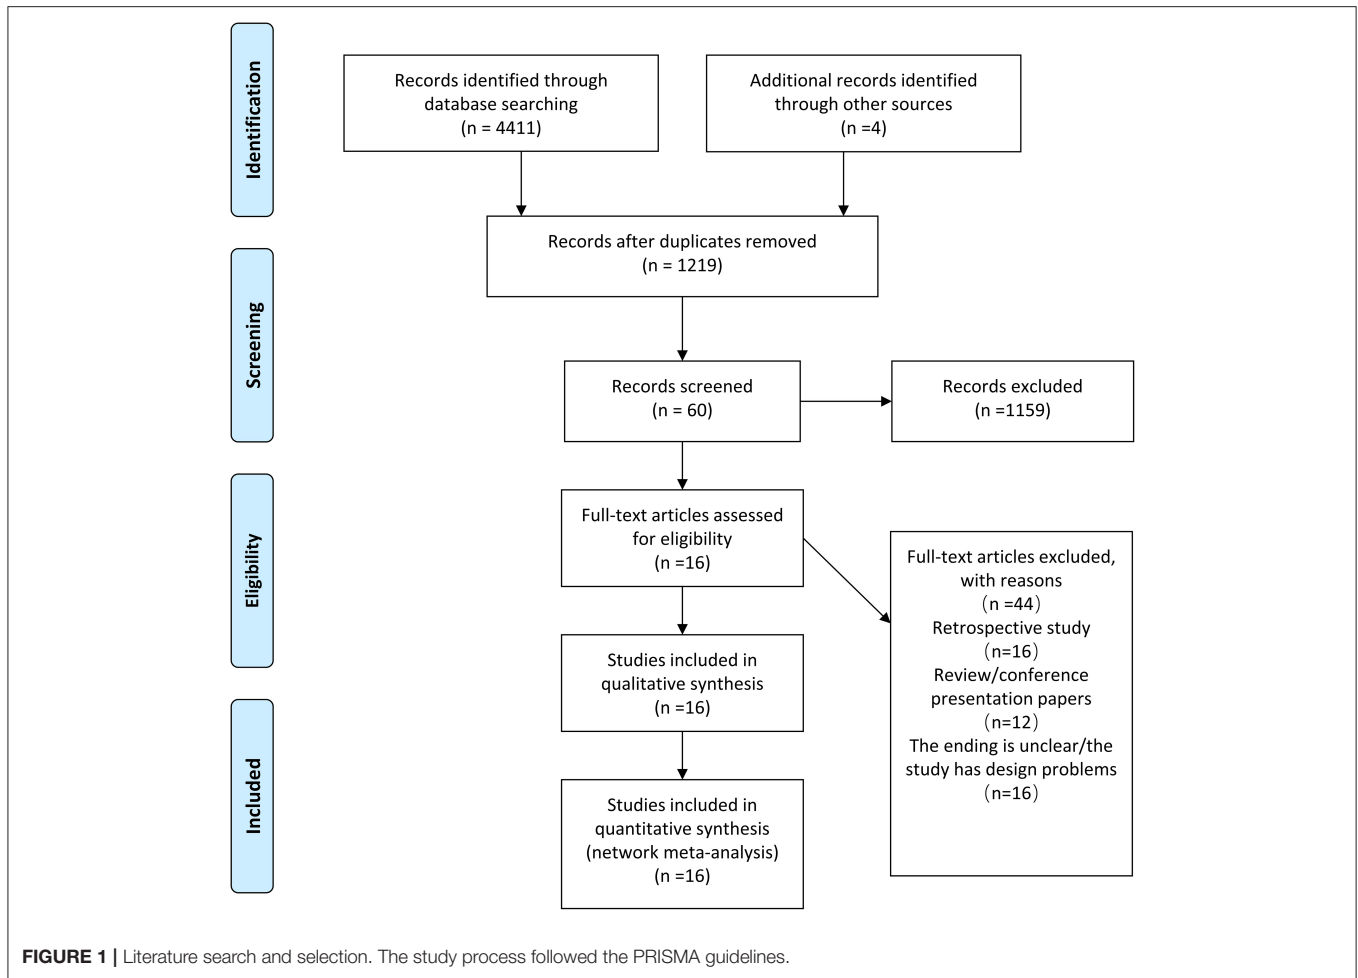 Identification
Records identified through
database searching
(n = 4411)
Additional records identified
through other sources
(n =4)
Records after duplicates removed
(n = 1219)
Screening
Records screened
(n = 60)
Records excluded
(n =1159)
Eligibility
Full-text articles assessed
for eligibility
(n =16)
Full-text articles excluded,
with reasons
（n =44）
Retrospective study
（n=16）
Review/conference
presentation papers
（n=12）
The ending is unclear/the
study has design problems
（n=16）
Studies included in
qualitative synthesis
(n =16)
Included
Studies included in
quantitative synthesis
(network meta-analysis)
(n =16)
FIGURE 1 | Literature search and selection. The study process followed the PRISMA guidelines.